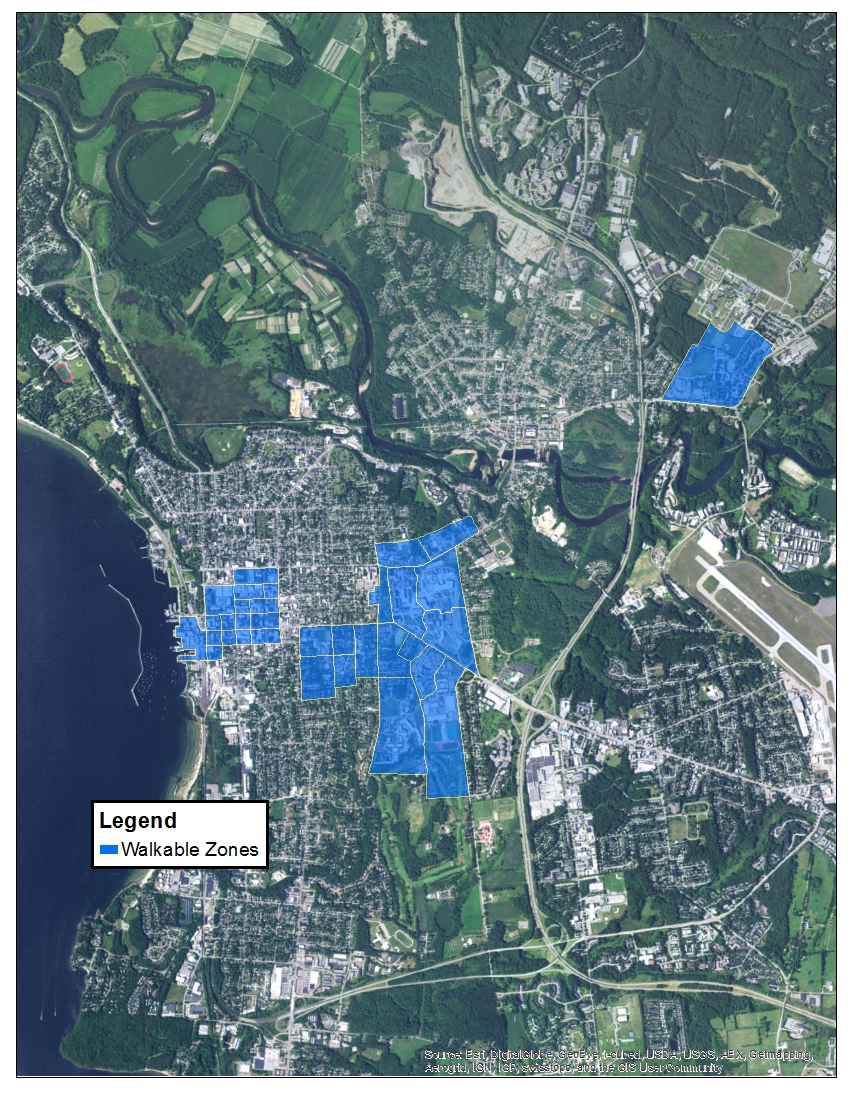 Legend
Walkable Zones
Source: Esri, DigitalGlobe, GeoEye, i-cubed, USDA, USGS, AEX, Getmapping,
Aerogrid, IGN, IGP, swisstopo, and the GIS User Community